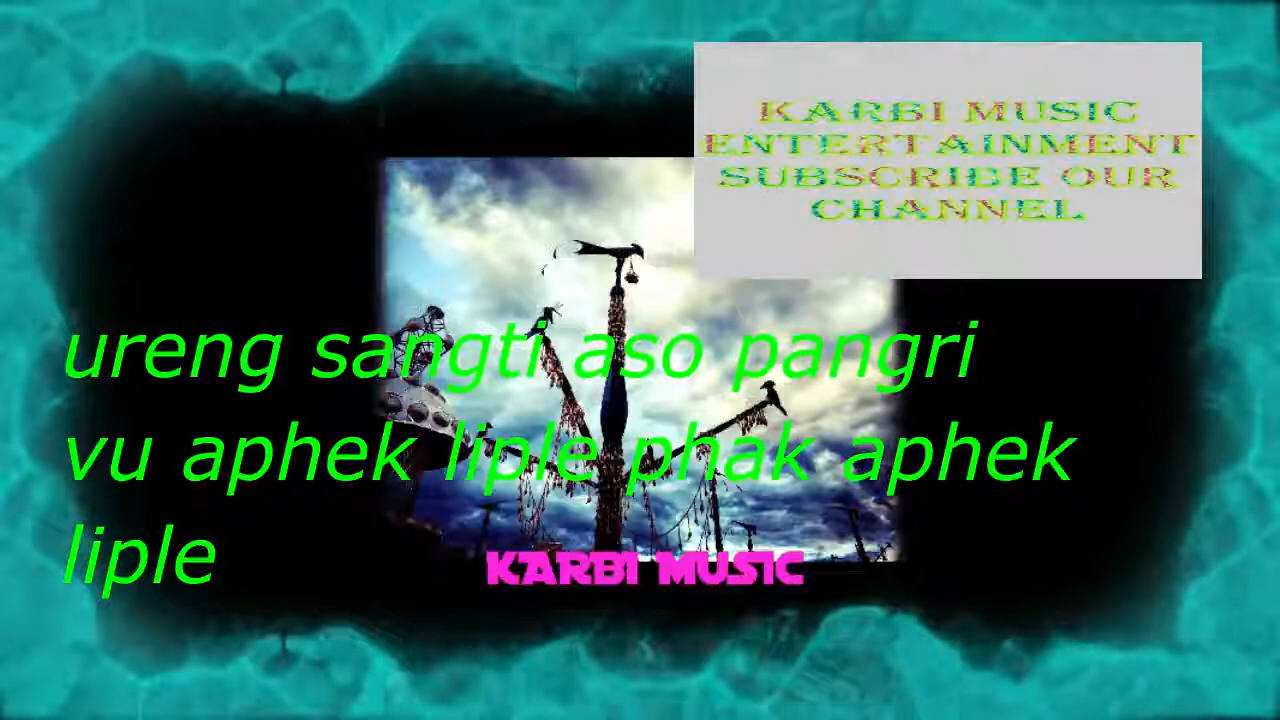 KARBI MUSIC
ENTERTAINMENT
SUBSCRIBE OUR
CHANNEL
ureng sangti aso pangri
vu aphek liple phak aphek
liple
KARBI MUSIC